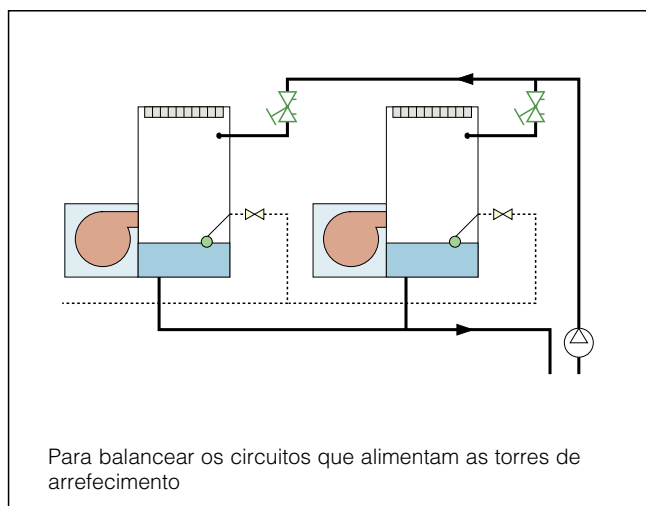 Para balancear os circuitos que alimentam as torres de
arrefecimento